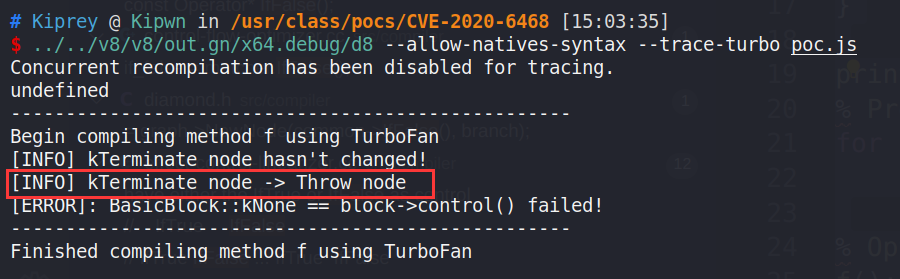 # Kiprey @ Kipwn in /usr/class/pocs/CVE-2020-6468 [15:03:35]
$ ../../v8/v8/out.gn/x64.debug/d8 --allow-natives-syntax --trace-turbo poc.js
Concurrent recompilation has been disabled for tracing.
undefined
---------------------------------------------------
Begin compiling method f using TurboFan
[INFO] kTerminate node hasn't changed!
[INFO] kTerminate node -> Throw node
[ERROR]: BasicBlock::kNone == block->control() failed!
---------------------------------------------------
Finished compiling method f using TurboFan